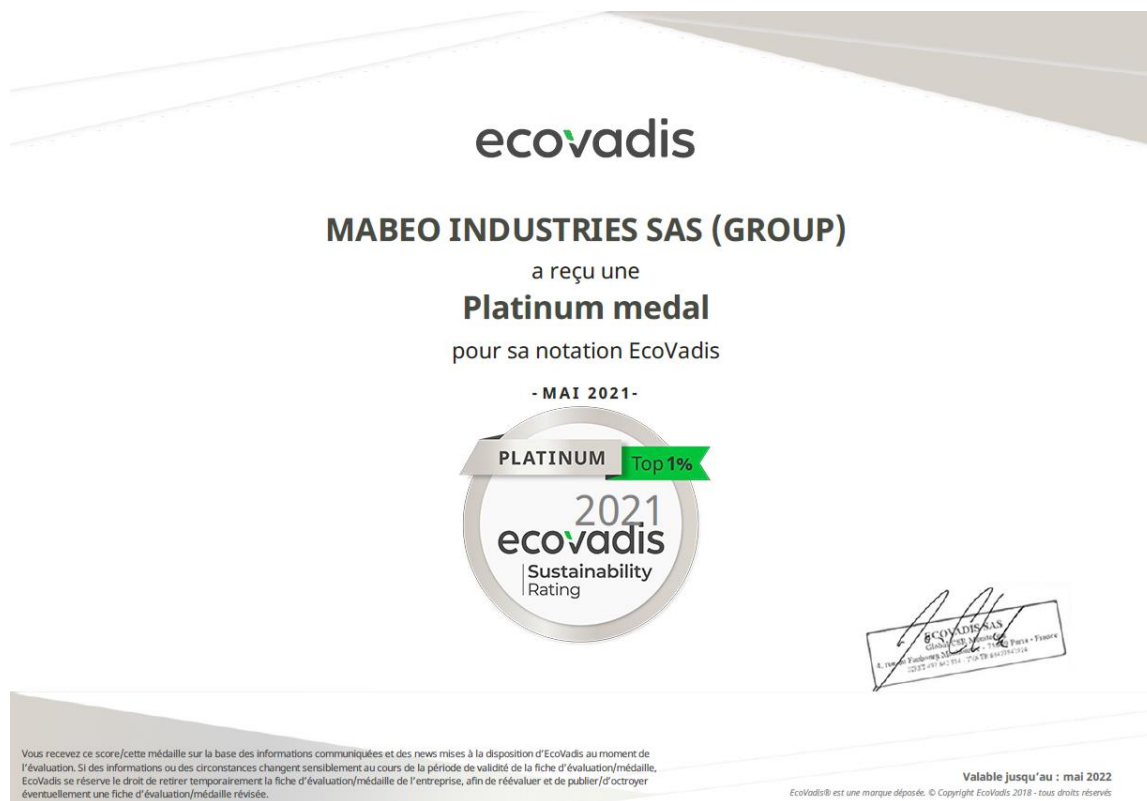 ecovadis
MABEO INDUSTRIES SAS (GROUP)
a reçu une
Platinum medal
pour sa notation EcoVadis
- MAI 2021-
PLATINUM
Top 1%
2021
ecovadis
Sustainability
Rating
ECOVADIS SAS
Global CSR
Paris - France
Vous recevez ce score/cette médaille sur la base des informations communiquées et des news mises à la disposition d'EcoVadis au moment de
l'évaluation. Si des informations ou des circonstances changent sensiblement au cours de la période de validité de la fiche d'évaluation/médaille,
EcoVadis se réserve le droit de retirer temporairement la fiche d'évaluation/médaille de l'entreprise, afin de réévaluer et de publier/d'octroyer
éventuellement une fiche d'évaluation/médaille révisée.
Valable jusqu'au : mai 2022
EcoVadis® est une marque déposée. © Copyright EcoVadis 2018 - tous droits réservés